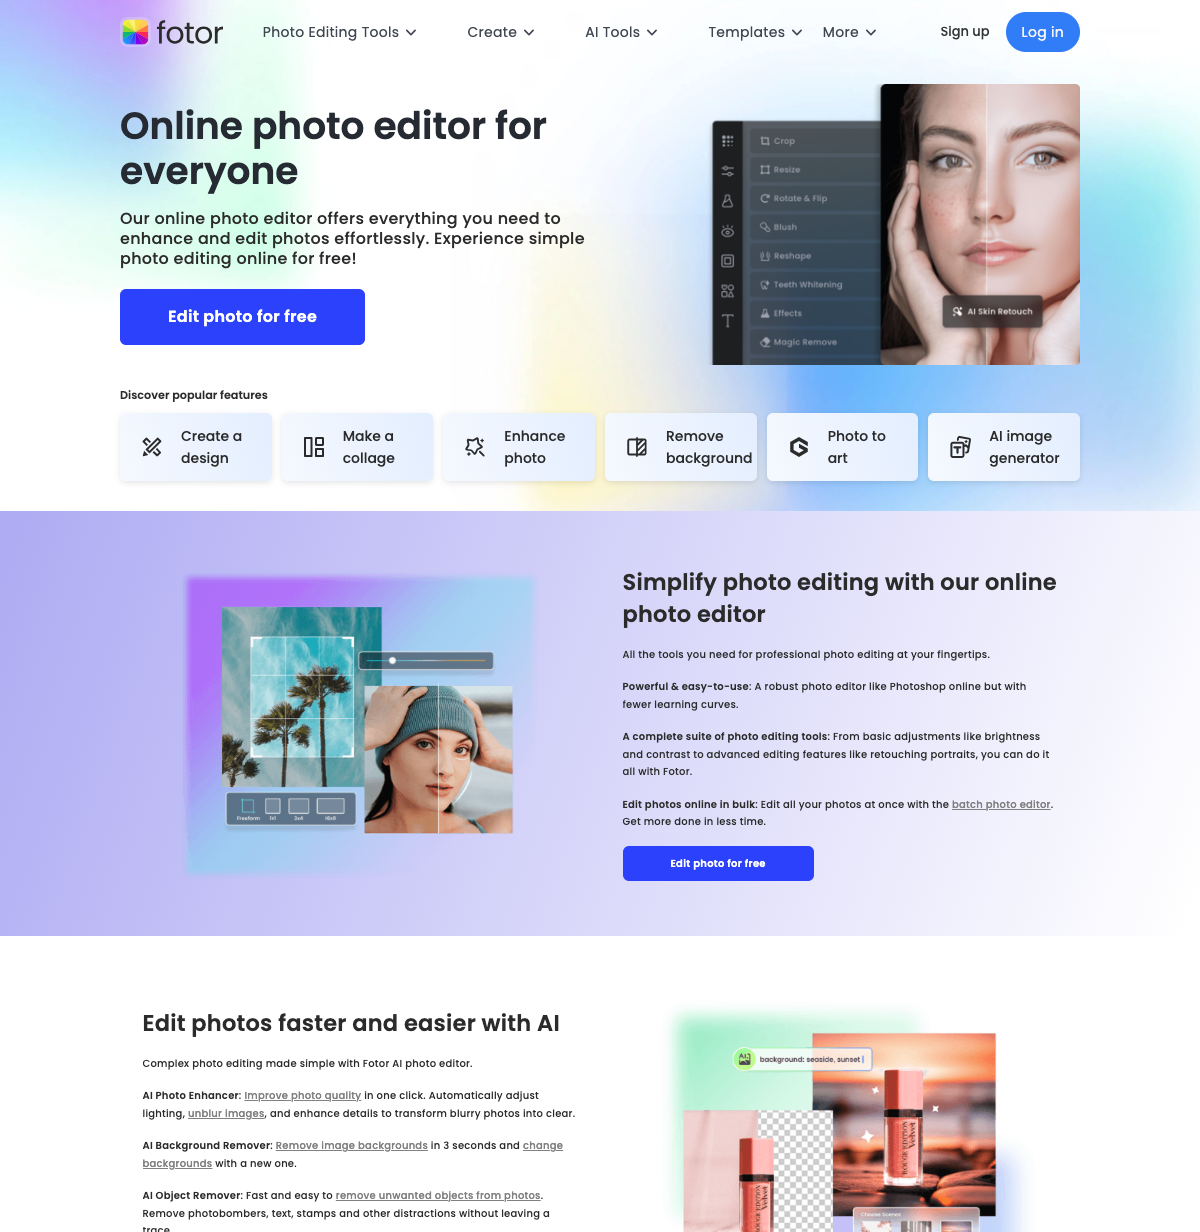 fotor
Photo Editing Tools
Create
AI Tools
Templates
More
Sign up
Log in
Online photo editor for
everyone
Our online photo editor offers everything you need to
enhance and edit photos effortlessly. Experience simple
photo editing online for free!
Edit photo for free
Crop
Resize
Rotate & Flip
Blush
Reshape
Teeth Whitening
Effects
Magic Remove
AI Skin Retouch
Discover popular features
Create a
design
Make a
collage
Enhance
photo
Remove
background
Photo to
art
AI image
generator
Freeform
1x1
3x4
16x9
Simplify photo editing with our online
photo editor
All the tools you need for professional photo editing at your fingertips.
Powerful & easy-to-use: A robust photo editor like Photoshop online but with
fewer learning curves.
A complete suite of photo editing tools: From basic adjustments like brightness
and contrast to advanced editing features like retouching portraits, you can do it
all with Fotor.
Edit photos online in bulk: Edit all your photos at once with the batch photo editor.
Get more done in less time.
Edit photo for free
Edit photos faster and easier with AI
Complex photo editing made simple with Fotor AI photo editor.
AI Photo Enhancer: Improve photo quality in one click. Automatically adjust
lighting, unblur images, and enhance details to transform blurry photos into clear.
AI Background Remover: Remove image backgrounds in 3 seconds and change
backgrounds with a new one.
AI Object Remover: Fast and easy to remove unwanted objects from photos.
Remove photobombers, text, stamps and other distractions without leaving a
trace.
AI
background: seaside, sunset
ROUGE EDITION
Velvet
ROUGE EDITION
Velvet
Choose Scenes